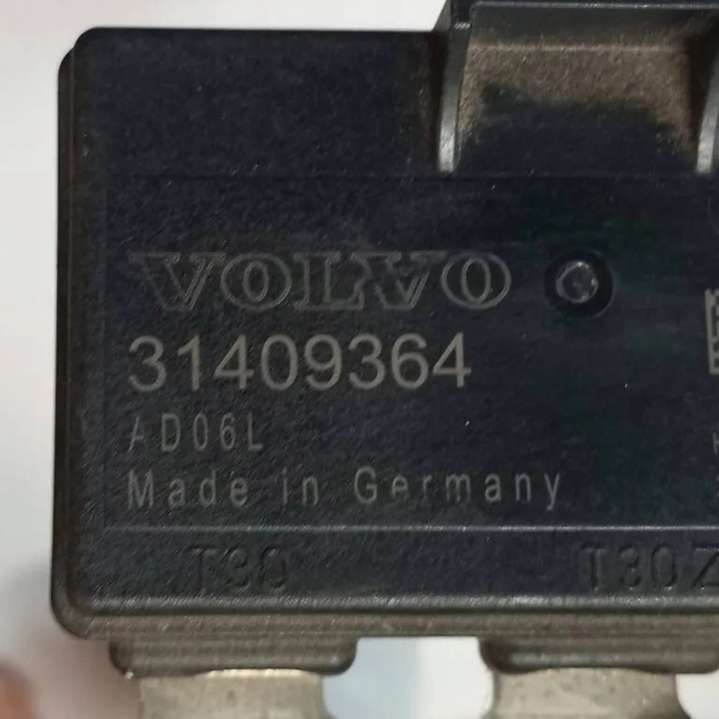 VOLVO
31409364
AD06L
Made in Germany
T30 T30Z